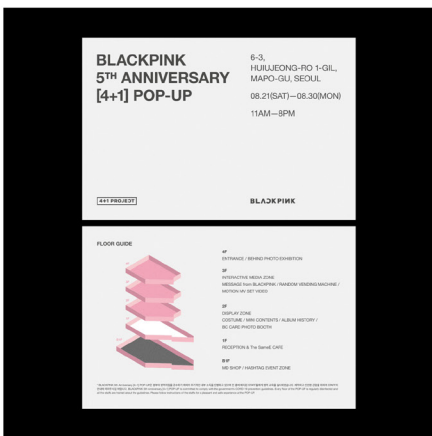 BLACKPINK
5TH ANNIVERSARY
[4+1] POP-UP
6-3,
HUIUJEONG-RO 1-GIL,
MAPO-GU, SEOUL
08.21(SAT)—08.30(MON)
11AM—8PM
4+1 PROJECT
BLACKPINK
FLOOR GUIDE
4F
ENTRANCE / BEHIND PHOTO EXHIBITION
3F
INTERACTIVE MEDIA ZONE
MESSAGE from BLACKPINK / RANDOM VENDING MACHINE /
MOTION MV SET VIDEO
2F
DISPLAY ZONE
COSTUME / MINI CONTENTS / ALBUM HISTORY /
BC CARD PHOTO BOOTH
1F
RECEPTION & The SameE CAFE
B1F
MD SHOP / HASHTAG EVENT ZONE